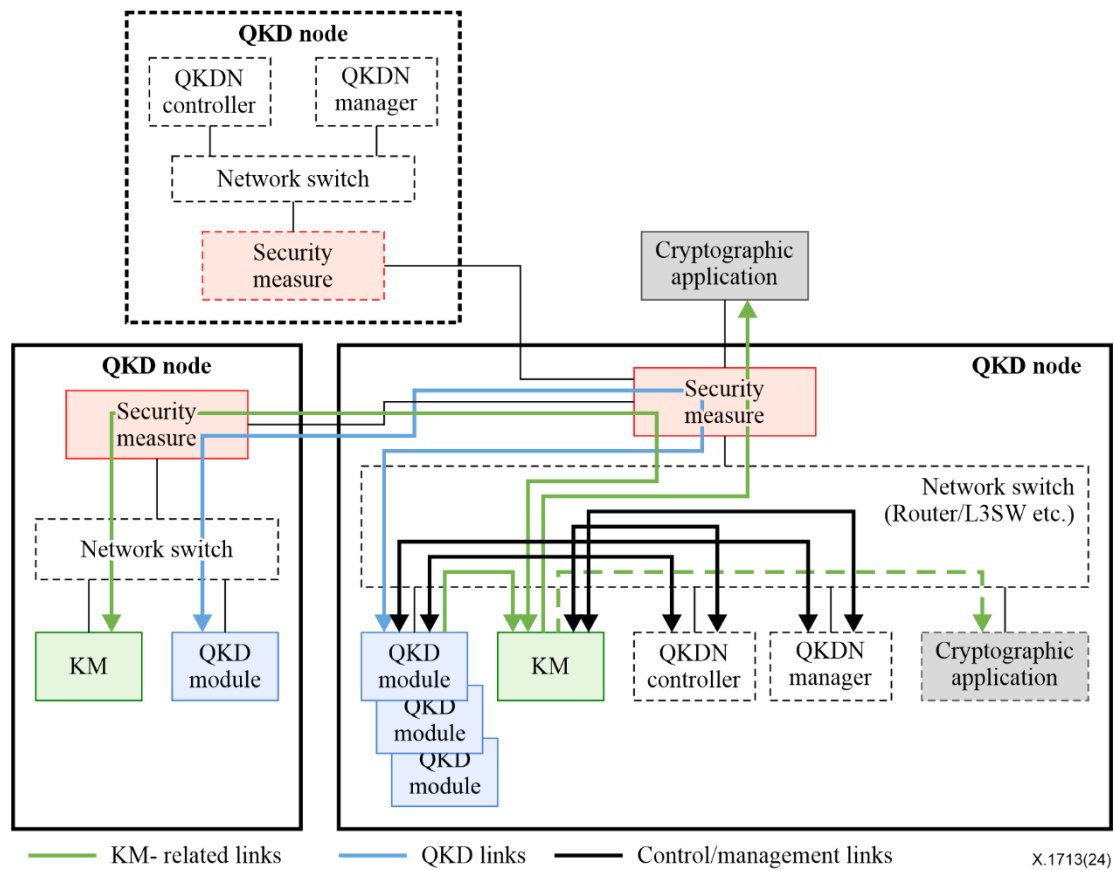 QKD node
QKDN
controller
QKDN
manager
Network switch
Security
measure
Cryptographic
application
QKD node
Security
measure
Network switch
KM
QKD
module
QKD node
Security
measure
Network switch
(Router/L3SW etc.)
QKD
module
QKD
module
QKD
module
KM
QKDN
controller
QKDN
manager
Cryptographic
application
KM- related links
QKD links
Control/management links
X.1713(24)